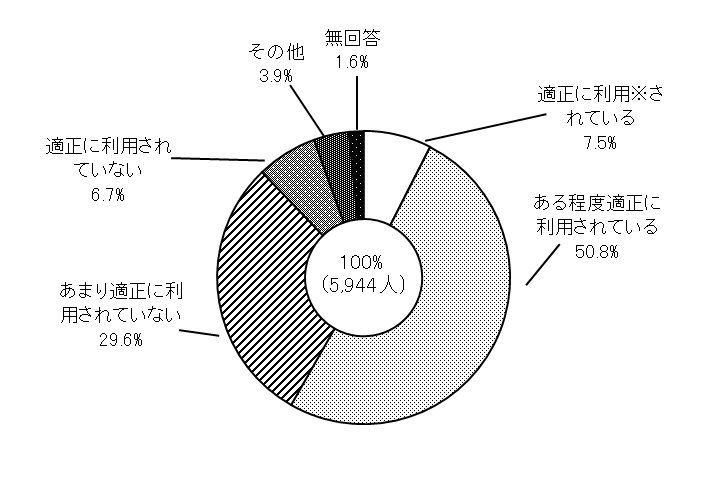 無回答
1.6%
その他
3.9%
適正に利用※さ
れている
7.5%
適正に利用され
ていない
6.7%
ある程度適正に
利用されている
50.8%
100%
(5,944人)
あまり適正に利
用されていない
29.6%